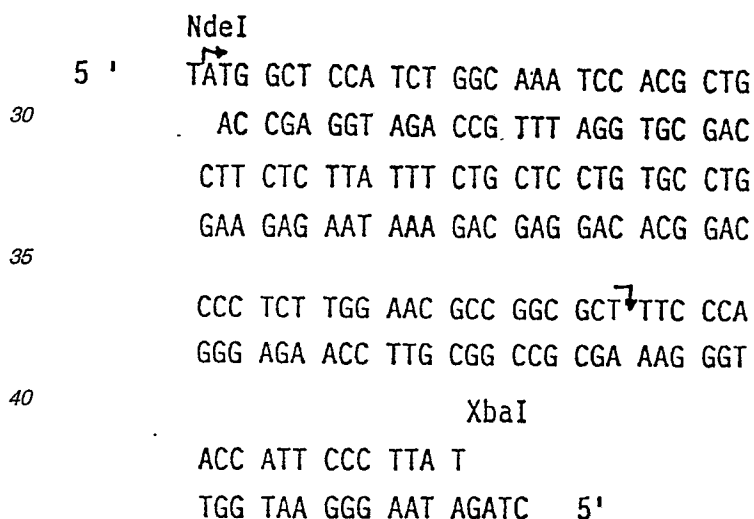 NdeI
5 ' TATG GCT CCA TCT GGC AAA TCC ACG CTG
30
AC CGA GGT AGA CCG TTT AGG TGC GAC
CTT CTC TTA TTT CTG CTC CTG TGC CTG
GAA GAG AAT AAA GAC GAG GAC ACG GAC
35
CCC TCT TGG AAC GCC GGC GCT TTC CCA
GGG AGA ACC TTG CGG CCG CGA AAG GGT
40
XbaI
ACC ATT CCC TTA T
TGG TAA GGG AAT AGATC 5'